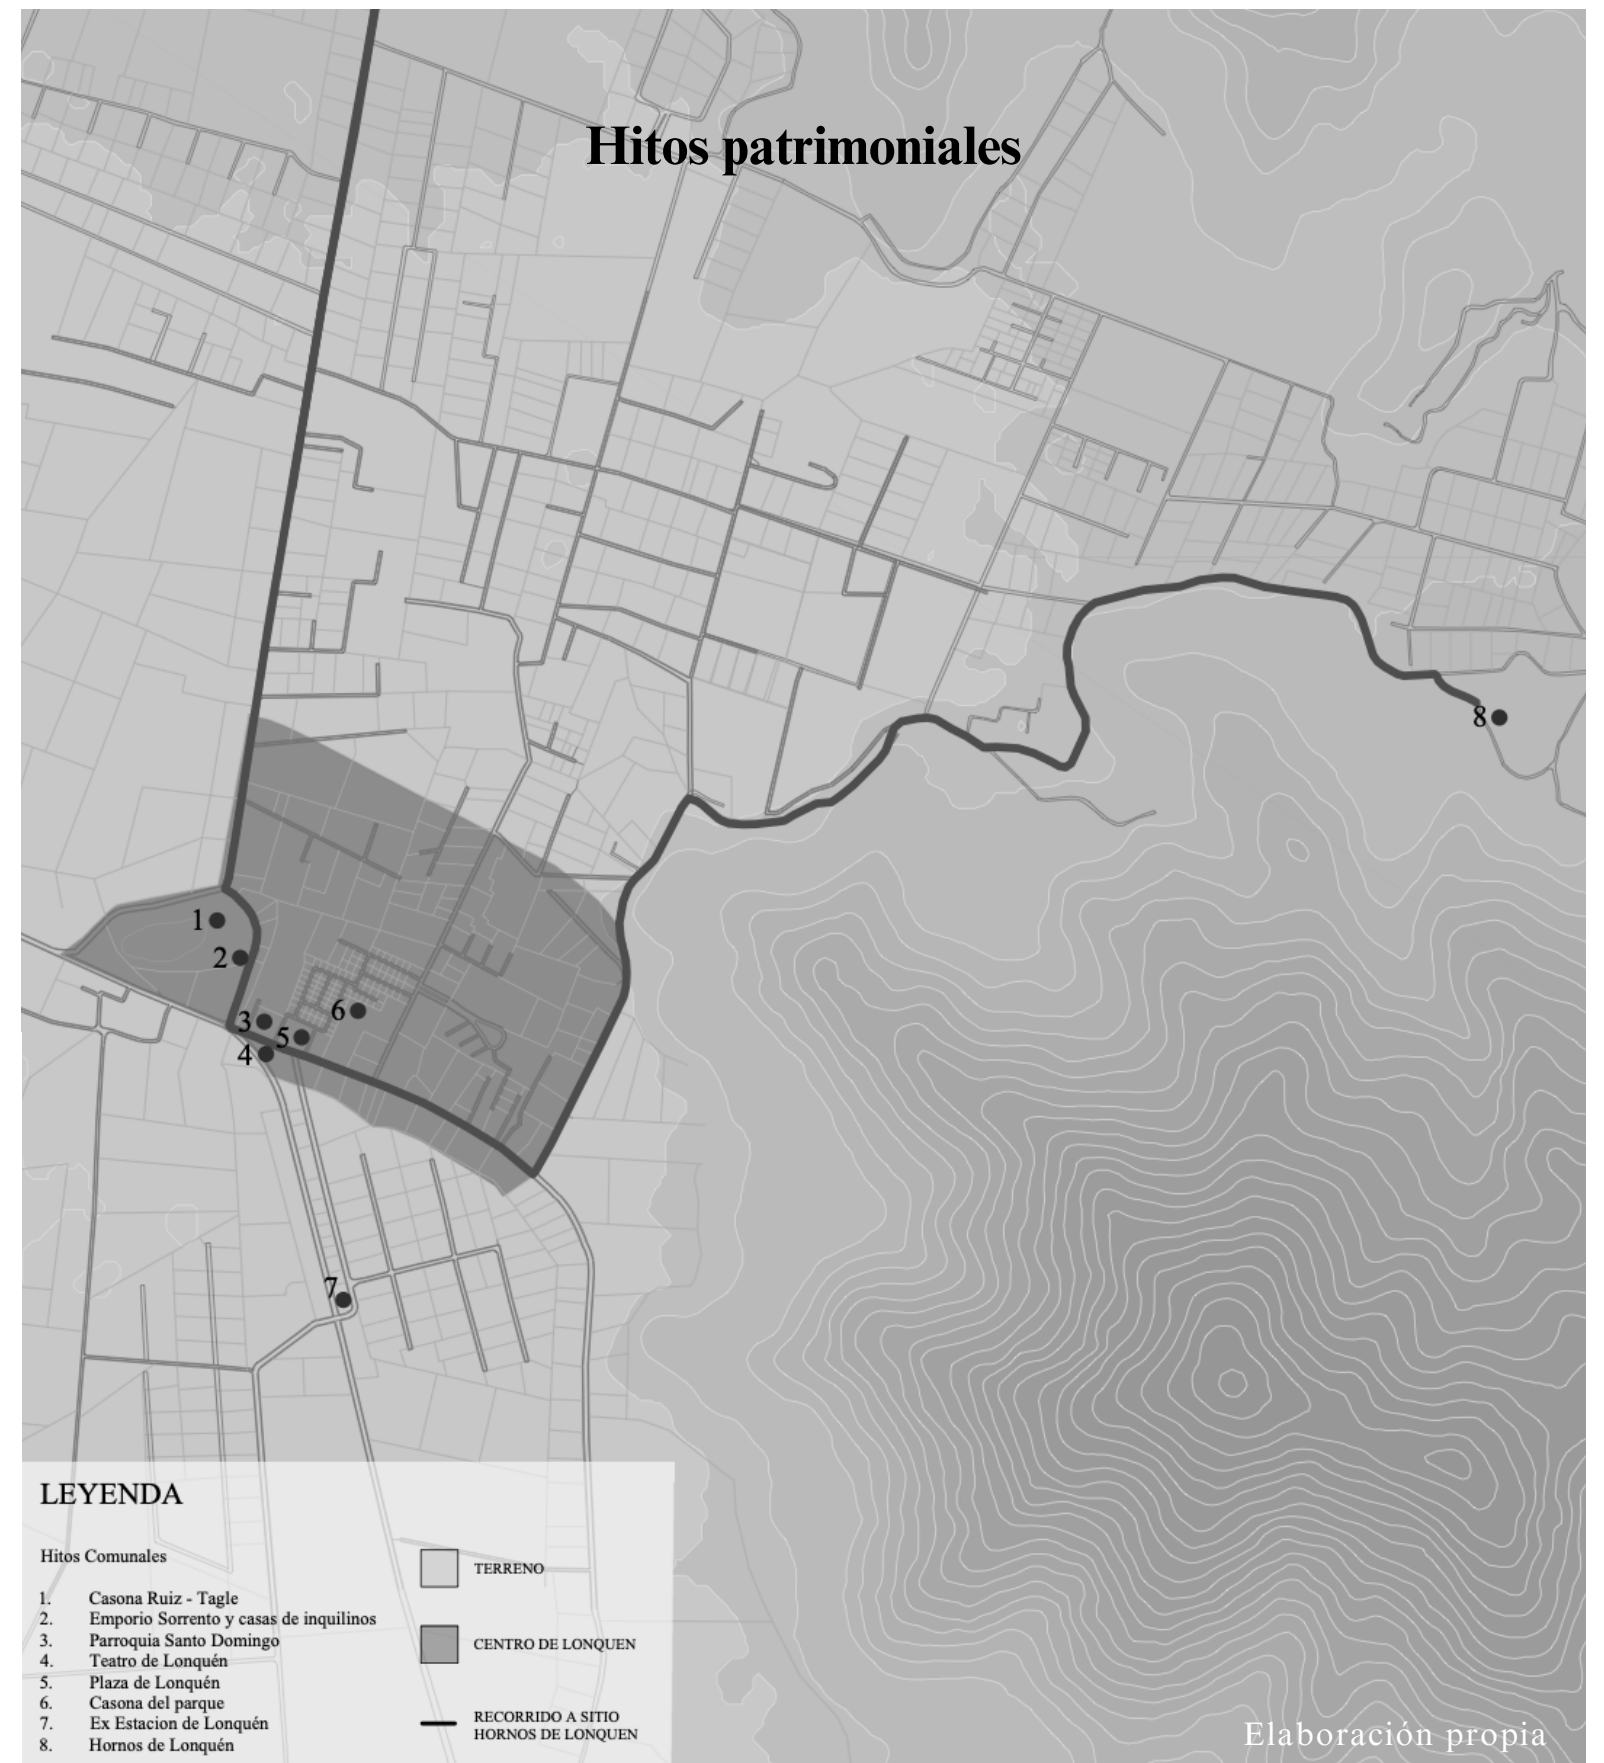 Hitos patrimoniales
8
1
2
6
3
5
4
7
LEYENDA
Hitos Comunales
1. Casona Ruiz - Tagle
2. Emporio Sorrento y casas de inquilinos
3. Parroquia Santo Domingo
4. Teatro de Lonquén
5. Plaza de Lonquén
6. Casona del parque
7. Ex Estacion de Lonquén
8. Hornos de Lonquén
TERRENO
CENTRO DE LONQUEN
RECORRIDO A SITIO
HORNOS DE LONQUEN
Elaboración propia